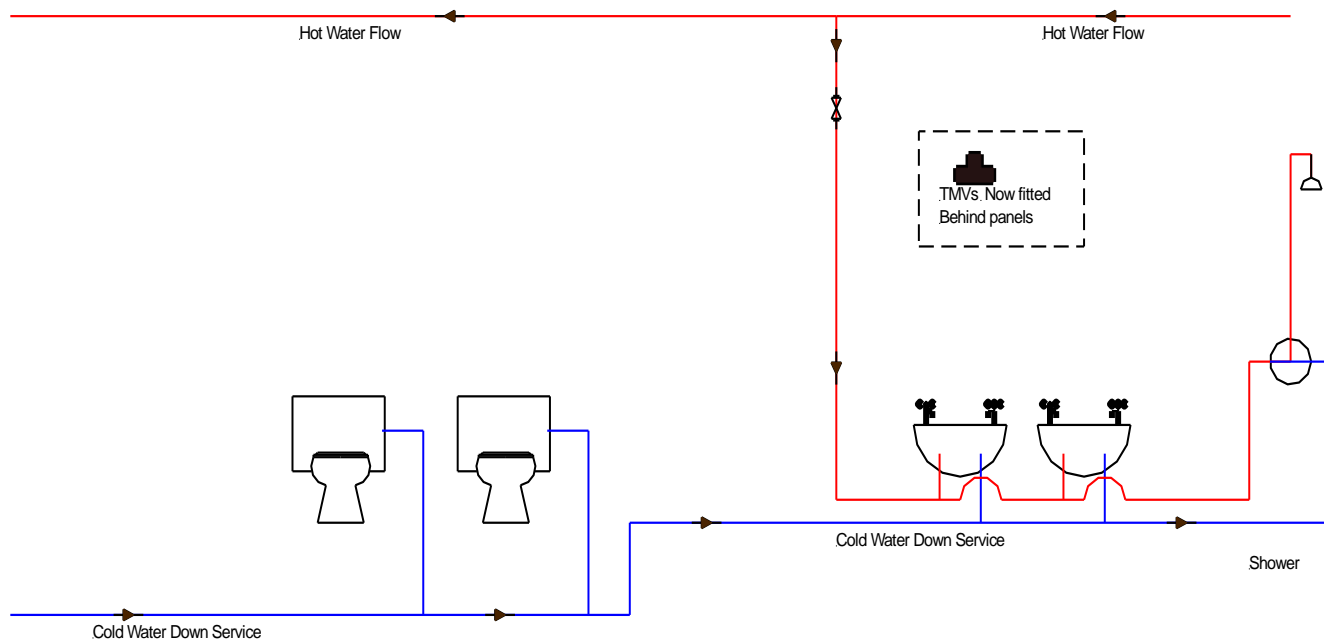 Hot Water Flow
Hot Water Flow
TMVs. Now fitted
Behind panels
Cold Water Down Service
Shower
Cold Water Down Service